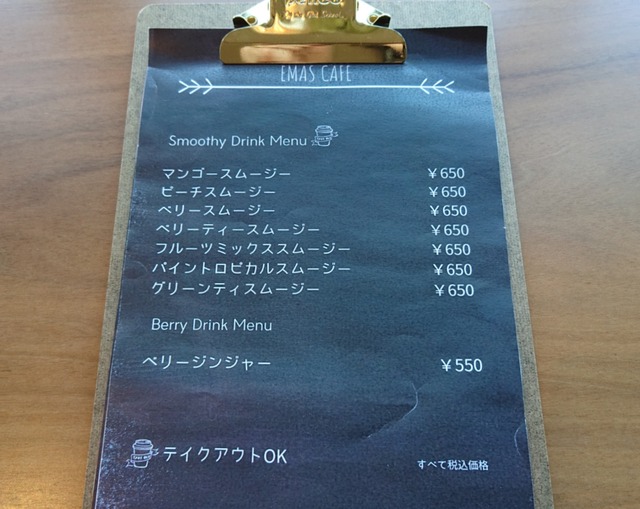 EMAS CAFE
Smoothy Drink Menu
マンゴースムージー ￥650
ピーチスムージー ￥650
ベリースムージー ￥650
ベリーティースムージー ￥650
フルーツミックススムージー ￥650
パイントロピカルスムージー ￥650
グリーンティスムージー ￥650
Berry Drink Menu
ベリージンジャー ￥550
テイクアウトOK
すべて税込価格